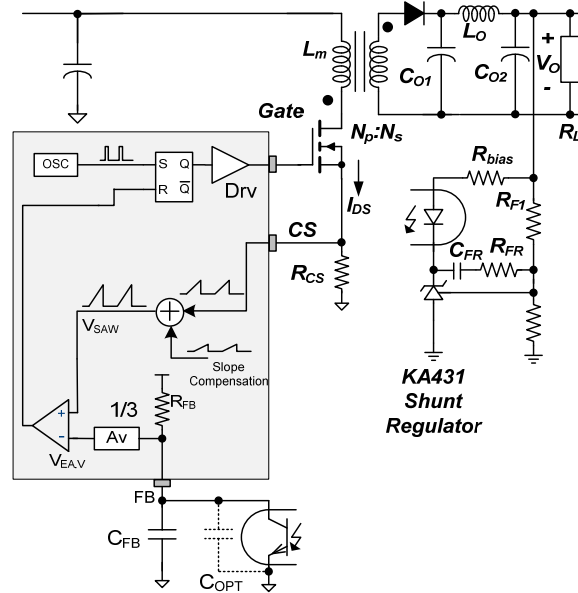 Lm
LO
CO1
CO2
+
VO
-
RL
Gate
Np:Ns
OSC
S
Q
R
Q
Drv
IDS
CS
RCS
Rbias
RF1
CFR
RFR
VSAW
Slope
Compensation
KA431
Shunt
Regulator
1/3
RFB
+
-
Av
VEA.V
FB
CFB
COPT